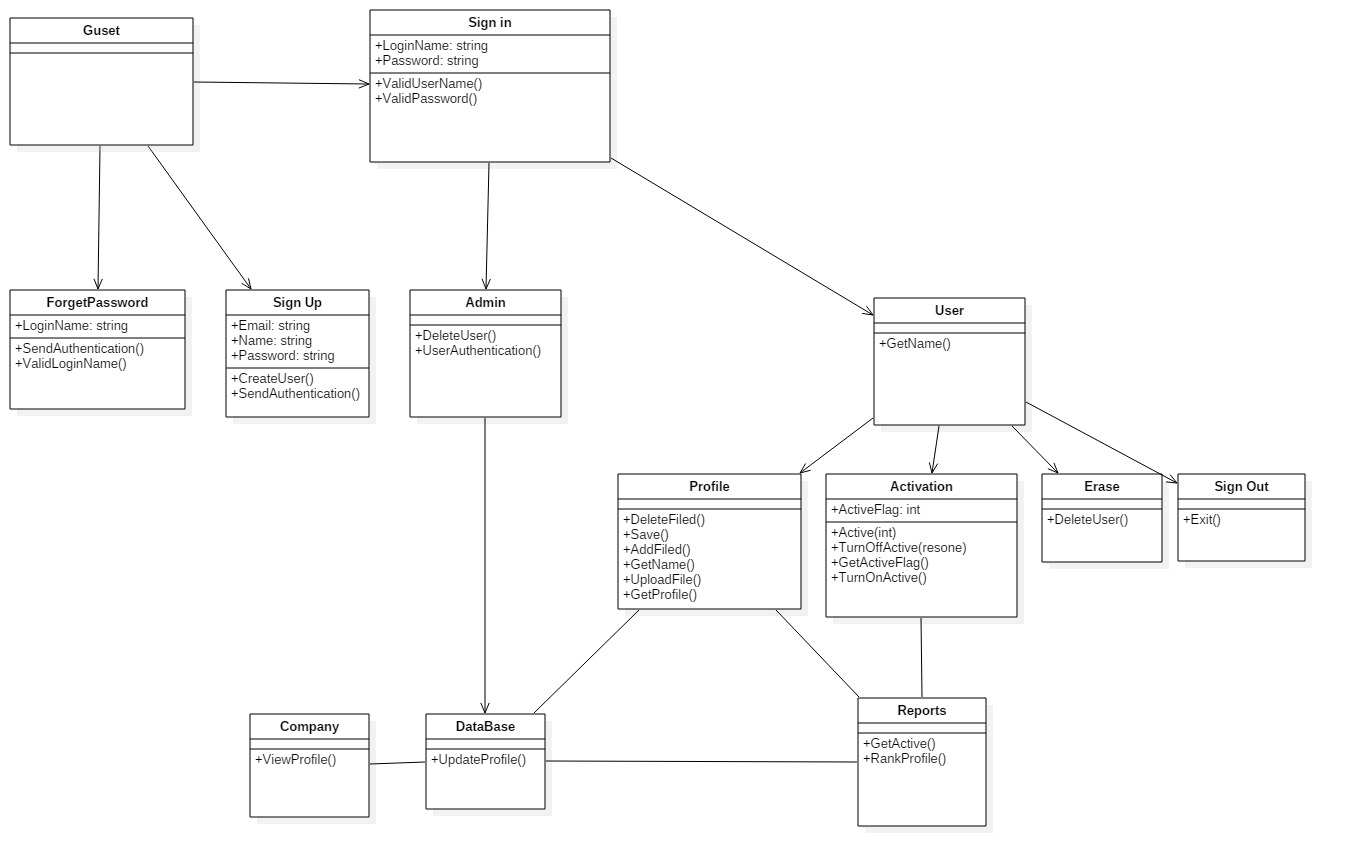 Guset
Sign in
+LoginName: string
+Password: string
+ValidUserName()
+ValidPassword()
ForgetPassword
+LoginName: string
+SendAuthentication()
+ValidLoginName()
Sign Up
+Email: string
+Name: string
+Password: string
+CreateUser()
+SendAuthentication()
Admin
+DeleteUser()
+UserAuthentication()
User
+GetName()
Profile
+DeleteFiled()
+Save()
+AddFiled()
+GetName()
+UploadFile()
+GetProfile()
Activation
+ActiveFlag: int
+Active(int)
+TurnOffActive(resone)
+GetActiveFlag()
+TurnOnActive()
Erase
+DeleteUser()
Sign Out
+Exit()
Company
+ViewProfile()
DataBase
+UpdateProfile()
Reports
+GetActive()
+RankProfile()